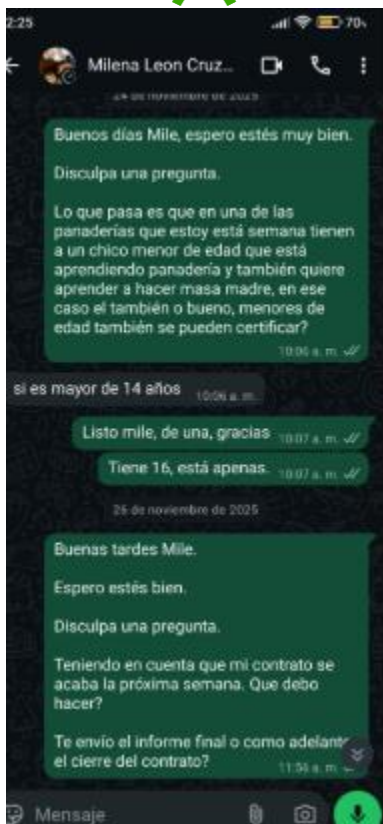 2:25
70
Milena Leon Cruz...
24 de noviembre de 2025
Buenos días Mile, espero estés muy bien.
Disculpa una pregunta.
Lo que pasa es que en una de las
panaderías que estoy está semana tienen
a un chico menor de edad que está
aprendiendo panadería y también quiere
aprender a hacer masa madre, en ese
caso el también o bueno, menores de
edad también se pueden certificar?
10:06 a. m.
si es mayor de 14 años
10:06 a. m.
Listo mile, de una, gracias
10:07 a. m.
Tiene 16, está apenas.
10:07 a. m.
26 de noviembre de 2025
Buenas tardes Mile.
Espero estés bien.
Disculpa una pregunta.
Teniendo en cuenta que mi contrato se
acaba la próxima semana. Que debo
hacer?
Te envío el informe final o como adelant
el cierre del contrato?
11:56 a. m.
Mensaje